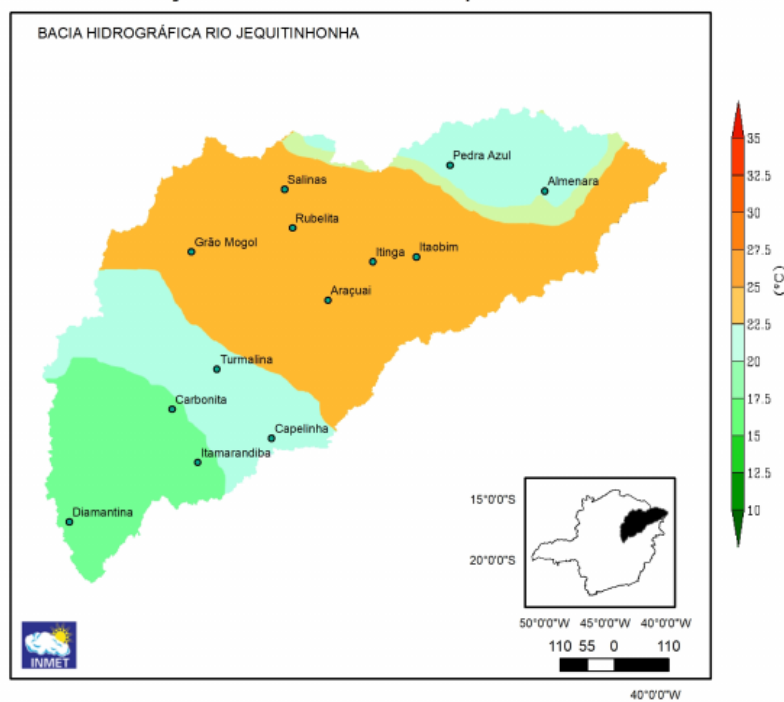 BACIA HIDROGRÁFICA RIO JEQUITINHONHA
Pedra Azul
Salinas
Almenara
Rubelita
Grão Mogol
Itinga
Itaobim
Araçuai
Turmalina
Carbonita
Capelinha
Itamarandiba
Diamantina
35
32.5
30
27.5
25
22.5
20
17.5
15
12.5
10
(°C)
15°0'0"S
20°0'0"S
50°0'0"W 45°0'0"W 40°0'0"W
110 55 0 110
40°0'0"W
INMET